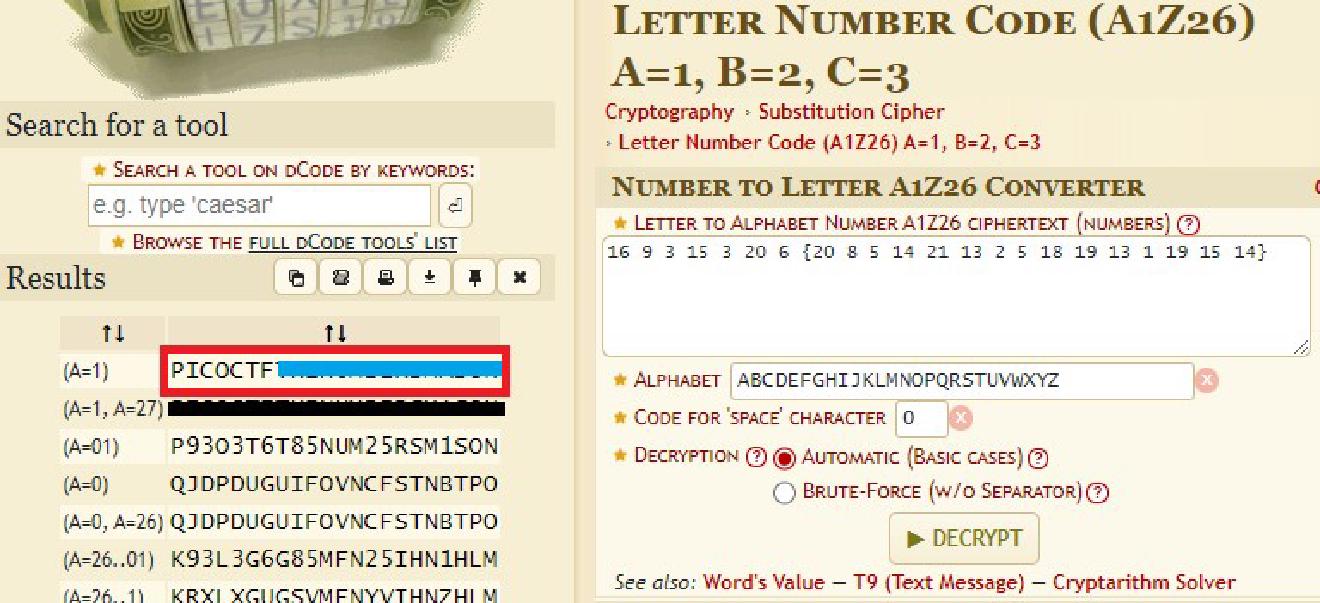 Search for a tool
★ SEARCH A TOOL ON DCODE BY KEYWORDS:
e.g. type 'caesar'
★ BROWSE THE FULL DCODE TOOLS' LIST
Results
↑↓ ↑↓
(A=1) PICOCTF
(A=1, A=27)
(A=01) P93O3T6T85NUM25RSM1SON
(A=0) QJDPDUGUIFOVNCFSTNBTPO
(A=0, A=26) QJDPDUGUIFOVNCFSTNBTPO
(A=26..01) K93L3G6G85MFN25IHN1HLM
(A=26..1) KRXLXGUGSVMFNYVIHNZHLM
LETTER NUMBER CODE (A1Z26)
A=1, B=2, C=3
Cryptography › Substitution Cipher
› Letter Number Code (A1Z26) A=1, B=2, C=3
NUMBER TO LETTER A1Z26 CONVERTER
★ LETTER TO ALPHABET NUMBER A1Z26 CIPHERTEXT (NUMBERS) (?)
16 9 3 15 3 20 6 {20 8 5 14 21 13 2 5 18 19 13 1 19 15 14}
★ ALPHABET ABCDEFGHIJKLMNOPQRSTUVWXYZ X
★ CODE FOR 'SPACE' CHARACTER 0 X
★ DECRYPTION (?) AUTOMATIC (BASIC CASES) (?)
BRUTE-FORCE (W/O SEPARATOR) (?)
▶ DECRYPT
See also: Word's Value — T9 (Text Message) — Cryptarithm Solver